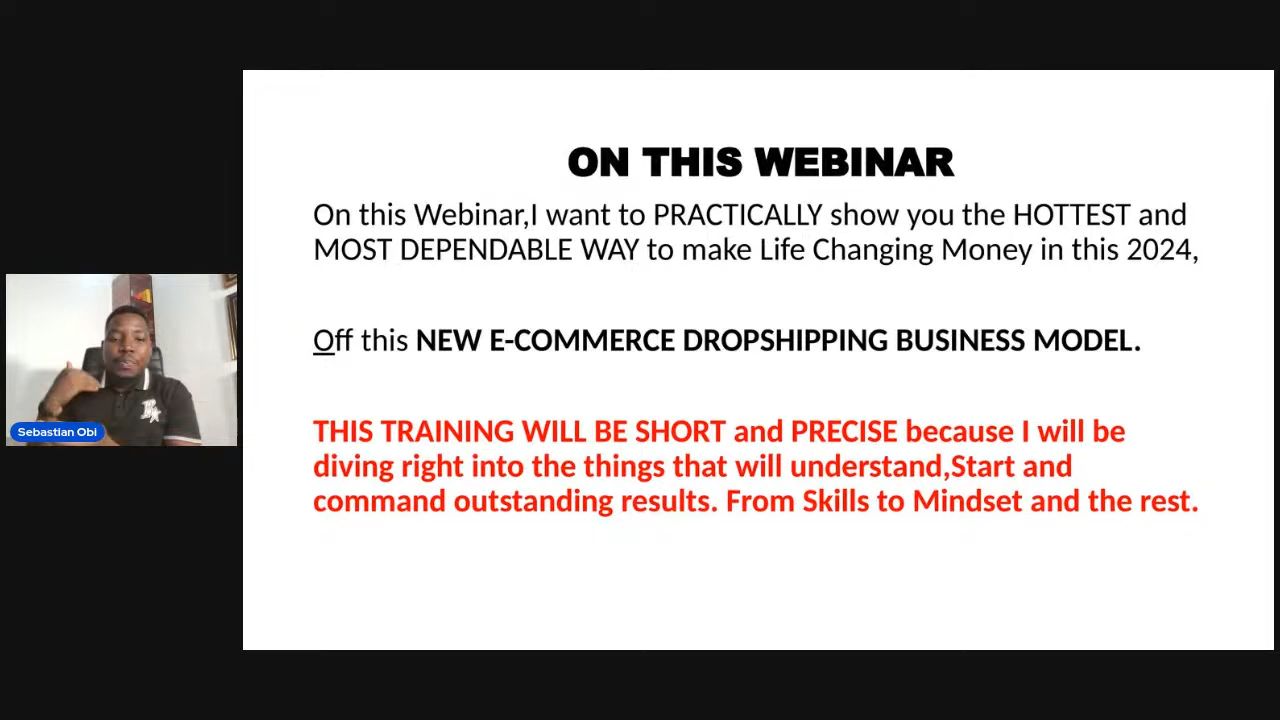 ON THIS WEBINAR
On this Webinar,I want to PRACTICALLY show you the HOTTEST and
MOST DEPENDABLE WAY to make Life Changing Money in this 2024,
Off this NEW E-COMMERCE DROPSHIPPING BUSINESS MODEL.
THIS TRAINING WILL BE SHORT and PRECISE because I will be
diving right into the things that will understand,Start and
command outstanding results. From Skills to Mindset and the rest.
Sebastian Obi